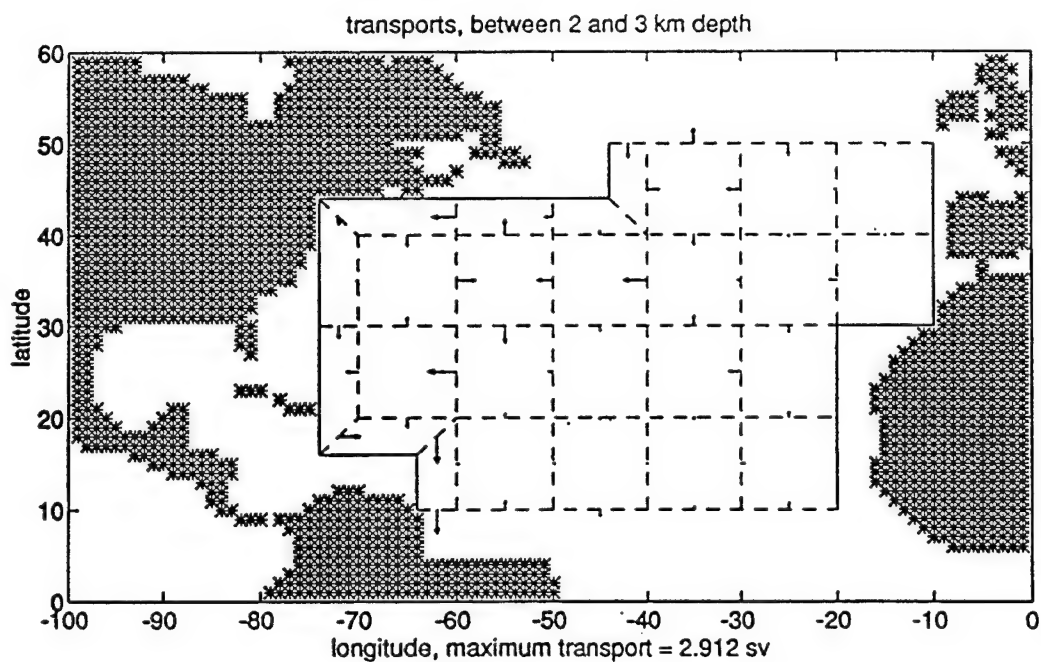 transports, between 2 and 3 km depth
60
50
40
30
20
10
0
latitude
-100 -90 -80 -70 -60 -50 -40 -30 -20 -10 0
longitude, maximum transport = 2.912 sv